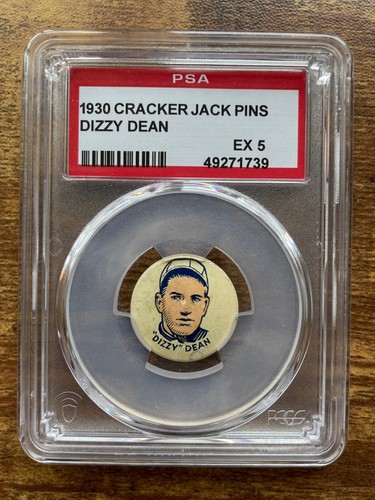 PSA
1930 CRACKER JACK PINS
DIZZY DEAN
EX 5
49271739
"DIZZY" DEAN